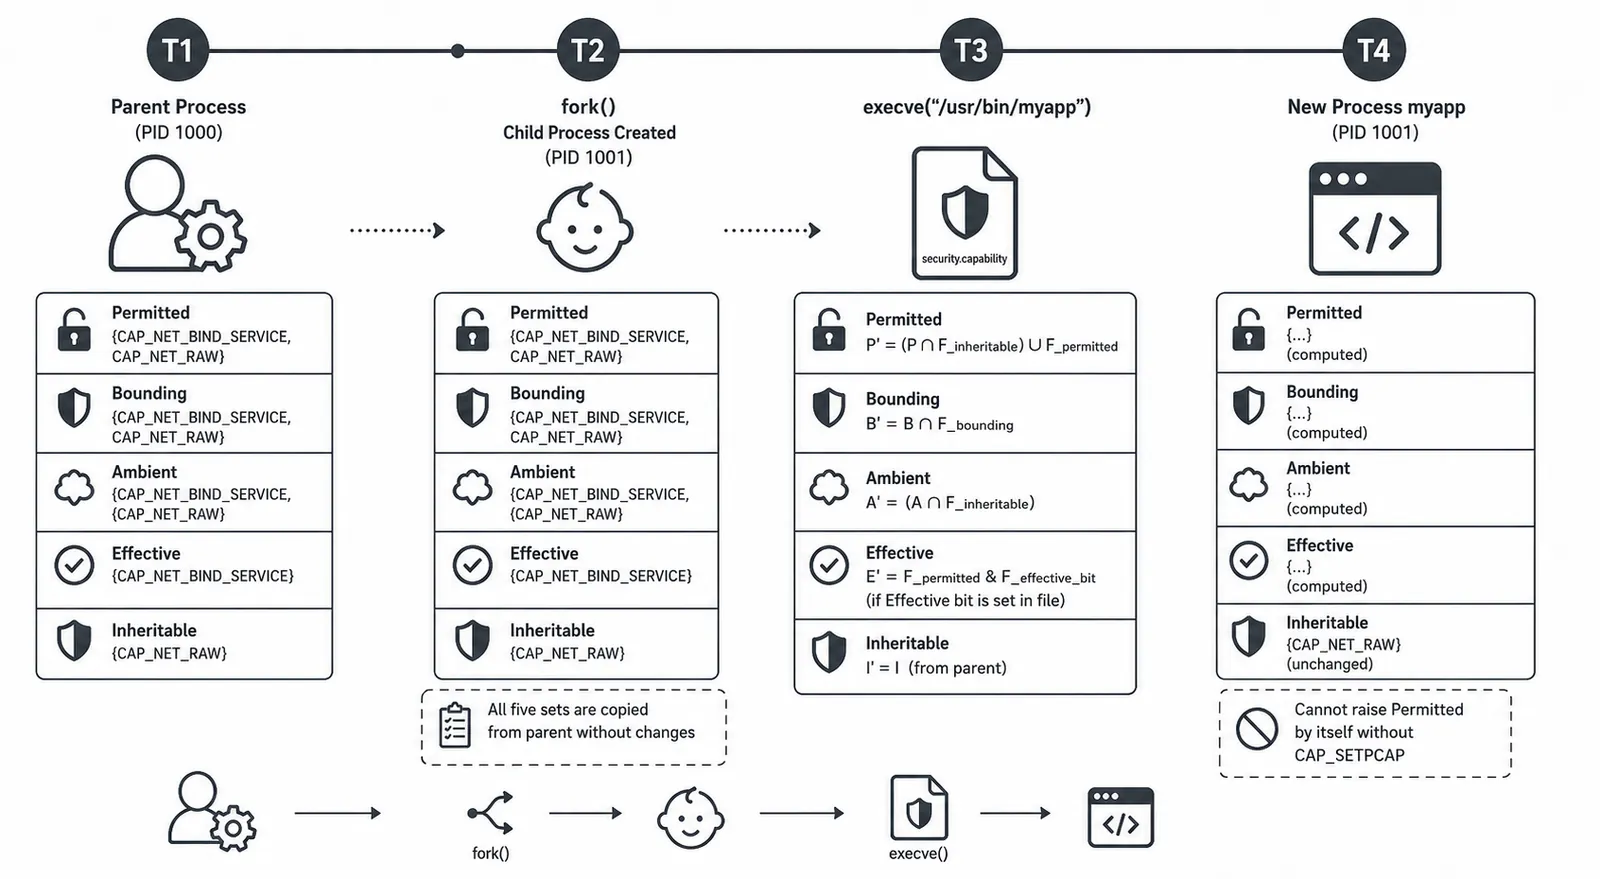 T1
T2
T3
T4
Parent Process
(PID 1000)
fork()
Child Process Created
(PID 1001)
execve(“/usr/bin/myapp”)
New Process myapp
(PID 1001)
security.capability
Permitted
{CAP_NET_BIND_SERVICE,
CAP_NET_RAW}
Bounding
{CAP_NET_BIND_SERVICE,
CAP_NET_RAW}
Ambient
{CAP_NET_BIND_SERVICE,
{CAP_NET_RAW}
Effective
{CAP_NET_BIND_SERVICE}
Inheritable
{CAP_NET_RAW}
Permitted
{CAP_NET_BIND_SERVICE,
CAP_NET_RAW}
Bounding
{CAP_NET_BIND_SERVICE,
CAP_NET_RAW}
Ambient
{CAP_NET_BIND_SERVICE,
{CAP_NET_RAW}
Effective
{CAP_NET_BIND_SERVICE}
Inheritable
{CAP_NET_RAW}
All five sets are copied
from parent without changes
Permitted
P' = (P ∩ F_inheritable) ∪ F_permitted
Bounding
B' = B ∩ F_bounding
Ambient
A' = (A ∩ F_inheritable)
Effective
E' = F_permitted & F_effective_bit
(if Effective bit is set in file)
Inheritable
I' = I (from parent)
Permitted
{...}
(computed)
Bounding
{...}
(computed)
Ambient
{...}
(computed)
Effective
{...}
(computed)
Inheritable
{CAP_NET_RAW}
(unchanged)
Cannot raise Permitted
by itself without
CAP_SETPCAP
fork()
execve()